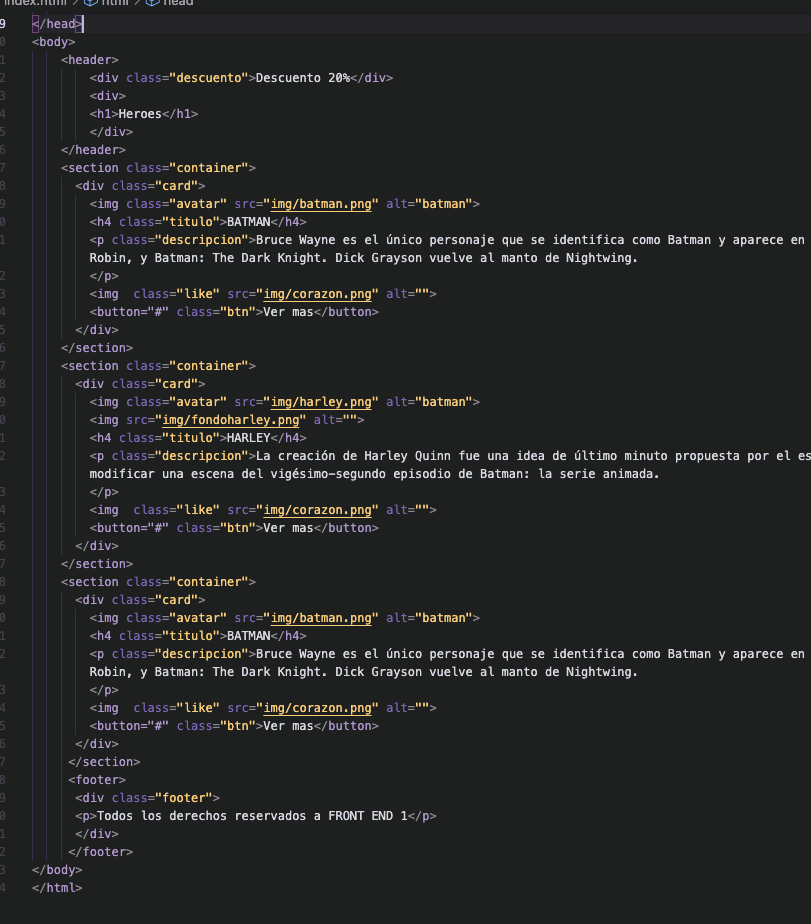 index.html > html > head
9 </head>
0 <body>
1 <header>
2 <div class="descuento">Descuento 20%</div>
3 <div>
4 <h1>Heroes</h1>
5 </div>
6 </header>
7 <section class="container">
8 <div class="card">
9 <img class="avatar" src="img/batman.png" alt="batman">
0 <h4 class="titulo">BATMAN</h4>
1 <p class="descripcion">Bruce Wayne es el único personaje que se identifica como Batman y aparece en
Robin, y Batman: The Dark Knight. Dick Grayson vuelve al manto de Nightwing.
2 </p>
3 <img  class="like" src="img/corazon.png" alt="">
4 <button="#" class="btn">Ver mas</button>
5 </div>
6 </section>
7 <section class="container">
8 <div class="card">
9 <img class="avatar" src="img/harley.png" alt="batman">
0 <img src="img/fondoharley.png" alt="">
1 <h4 class="titulo">HARLEY</h4>
2 <p class="descripcion">La creación de Harley Quinn fue una idea de último minuto propuesta por el es
modificar una escena del vigésimo-segundo episodio de Batman: la serie animada.
3 </p>
4 <img  class="like" src="img/corazon.png" alt="">
5 <button="#" class="btn">Ver mas</button>
6 </div>
7 </section>
8 <section class="container">
9 <div class="card">
0 <img class="avatar" src="img/batman.png" alt="batman">
1 <h4 class="titulo">BATMAN</h4>
2 <p class="descripcion">Bruce Wayne es el único personaje que se identifica como Batman y aparece en
Robin, y Batman: The Dark Knight. Dick Grayson vuelve al manto de Nightwing.
3 </p>
4 <img  class="like" src="img/corazon.png" alt="">
5 <button="#" class="btn">Ver mas</button>
6 </div>
7 </section>
8 <footer>
9 <div class="footer">
0 <p>Todos los derechos reservados a FRONT END 1</p>
1 </div>
2 </footer>
3 </body>
4 </html>